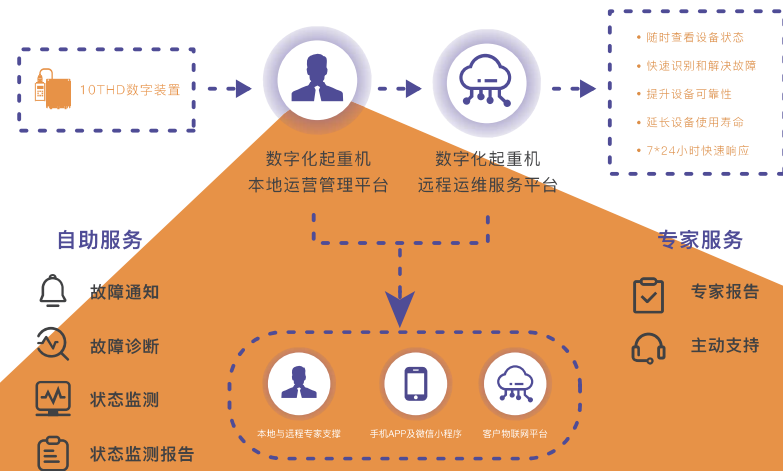 10THD数字装置
数字化起重机
本地运营管理平台
数字化起重机
远程运维服务平台
• 随时查看设备状态
• 快速识别和解决故障
• 提升设备可靠性
• 延长设备使用寿命
• 7*24小时快速响应
自助服务
故障通知
故障诊断
状态监测
状态监测报告
专家服务
专家报告
主动支持
本地与远程专家支撑
手机APP及微信小程序
客户物联网平台